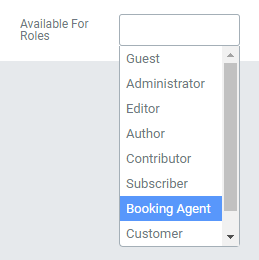 Available For
Roles
Guest
Administrator
Editor
Author
Contributor
Subscriber
Booking Agent
Customer